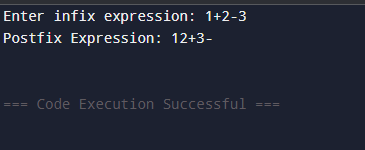 Enter infix expression: 1+2-3
Postfix Expression: 12+3-
=== Code Execution Successful ===